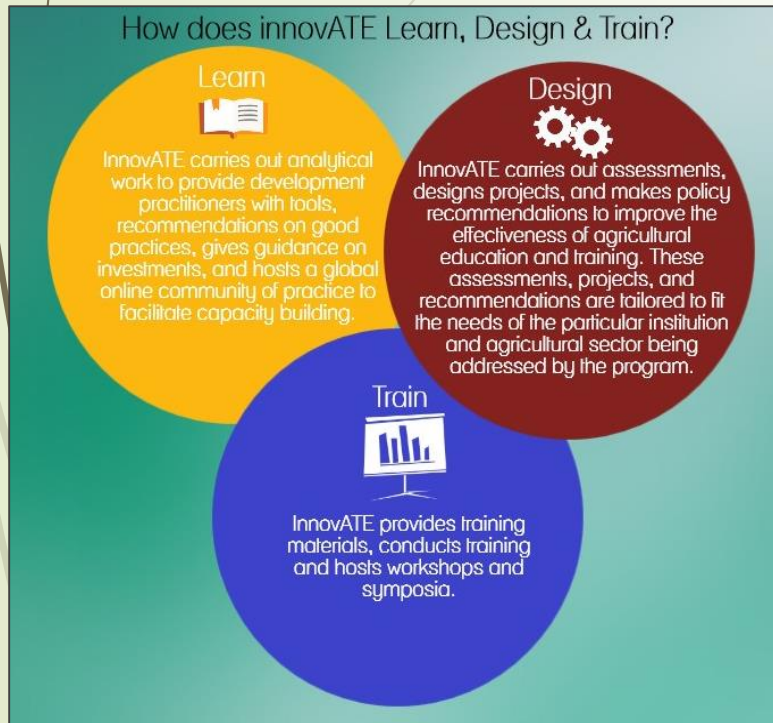 How does innovATE Learn, Design & Train?
Learn
InnovATE carries out analytical
work to provide development
practitioners with tools,
recommendations on good
practices, gives guidance on
investments, and hosts a global
online community of practice to
facilitate capacity building.
Design
InnovATE carries out assessments,
designs projects, and makes policy
recommendations to improve the
effectiveness of agricultural
education and training. These
assessments, projects, and
recommendations are tailored to fit
the needs of the particular institution
and agricultural sector being
addressed by the program.
Train
InnovATE provides training
materials, conducts training
and hosts workshops and
symposia.